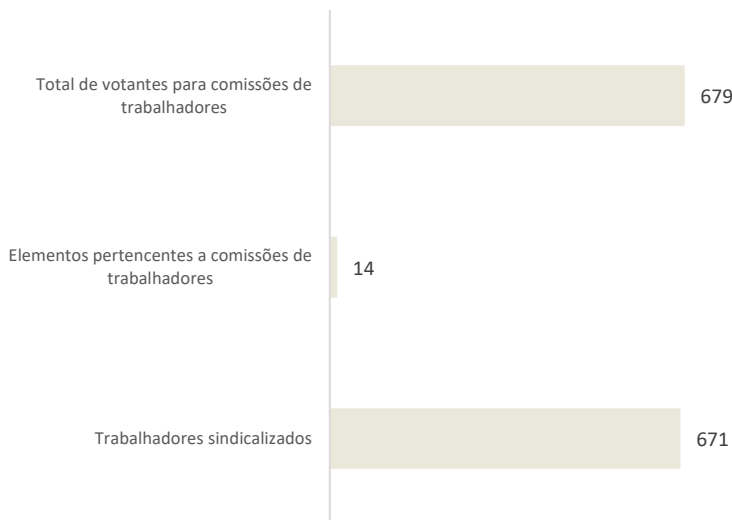 Total de votantes para comissões de
trabalhadores
679
Elementos pertencentes a comissões de
trabalhadores
14
Trabalhadores sindicalizados
671